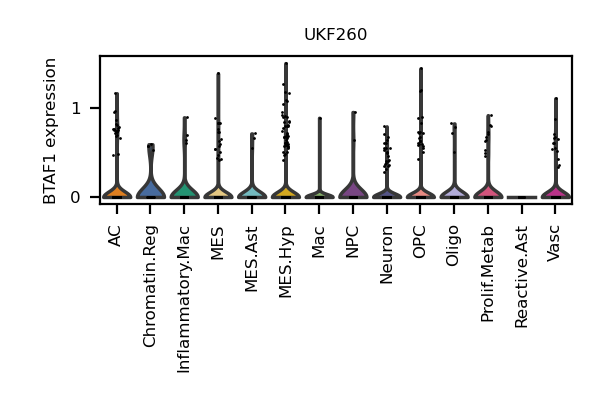 UKF260
BTAF1 expression
1
0
AC
Chromatin.Reg
Inflammatory.Mac
MES
MES.Ast
MES.Hyp
Mac
NPC
Neuron
OPC
Oligo
Prolif.Metab
Reactive.Ast
Vasc